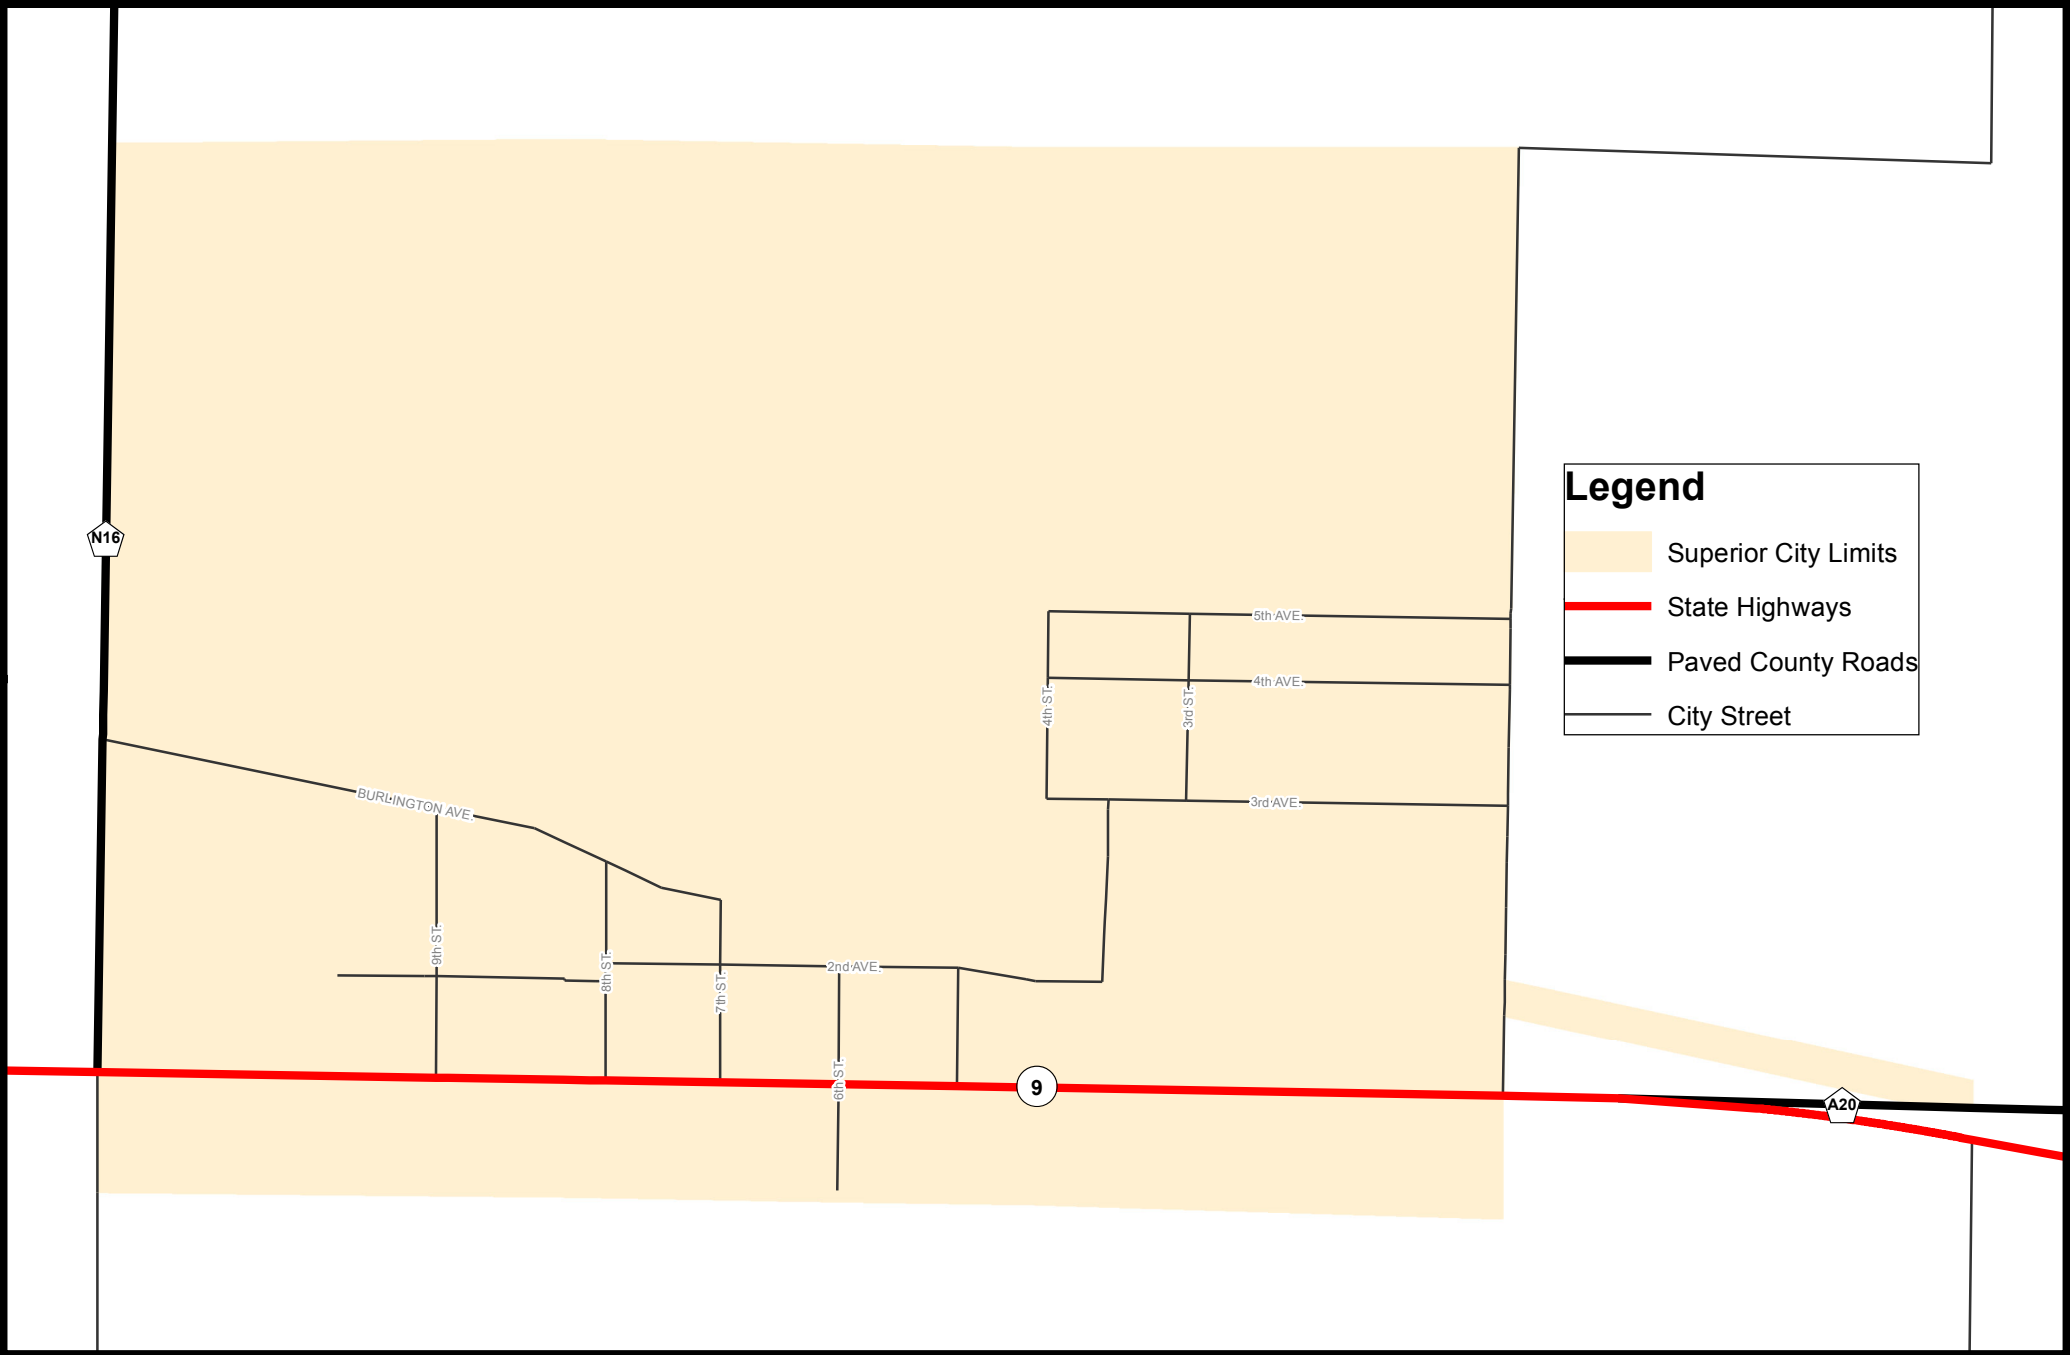 N16
Legend
Superior City Limits
State Highways
Paved County Roads
City Street
5th AVE.
4th AVE.
4th ST.
3rd ST.
3rd AVE.
BURLINGTON AVE.
9th ST.
8th ST.
7th ST.
2nd AVE.
6th ST.
9
A20